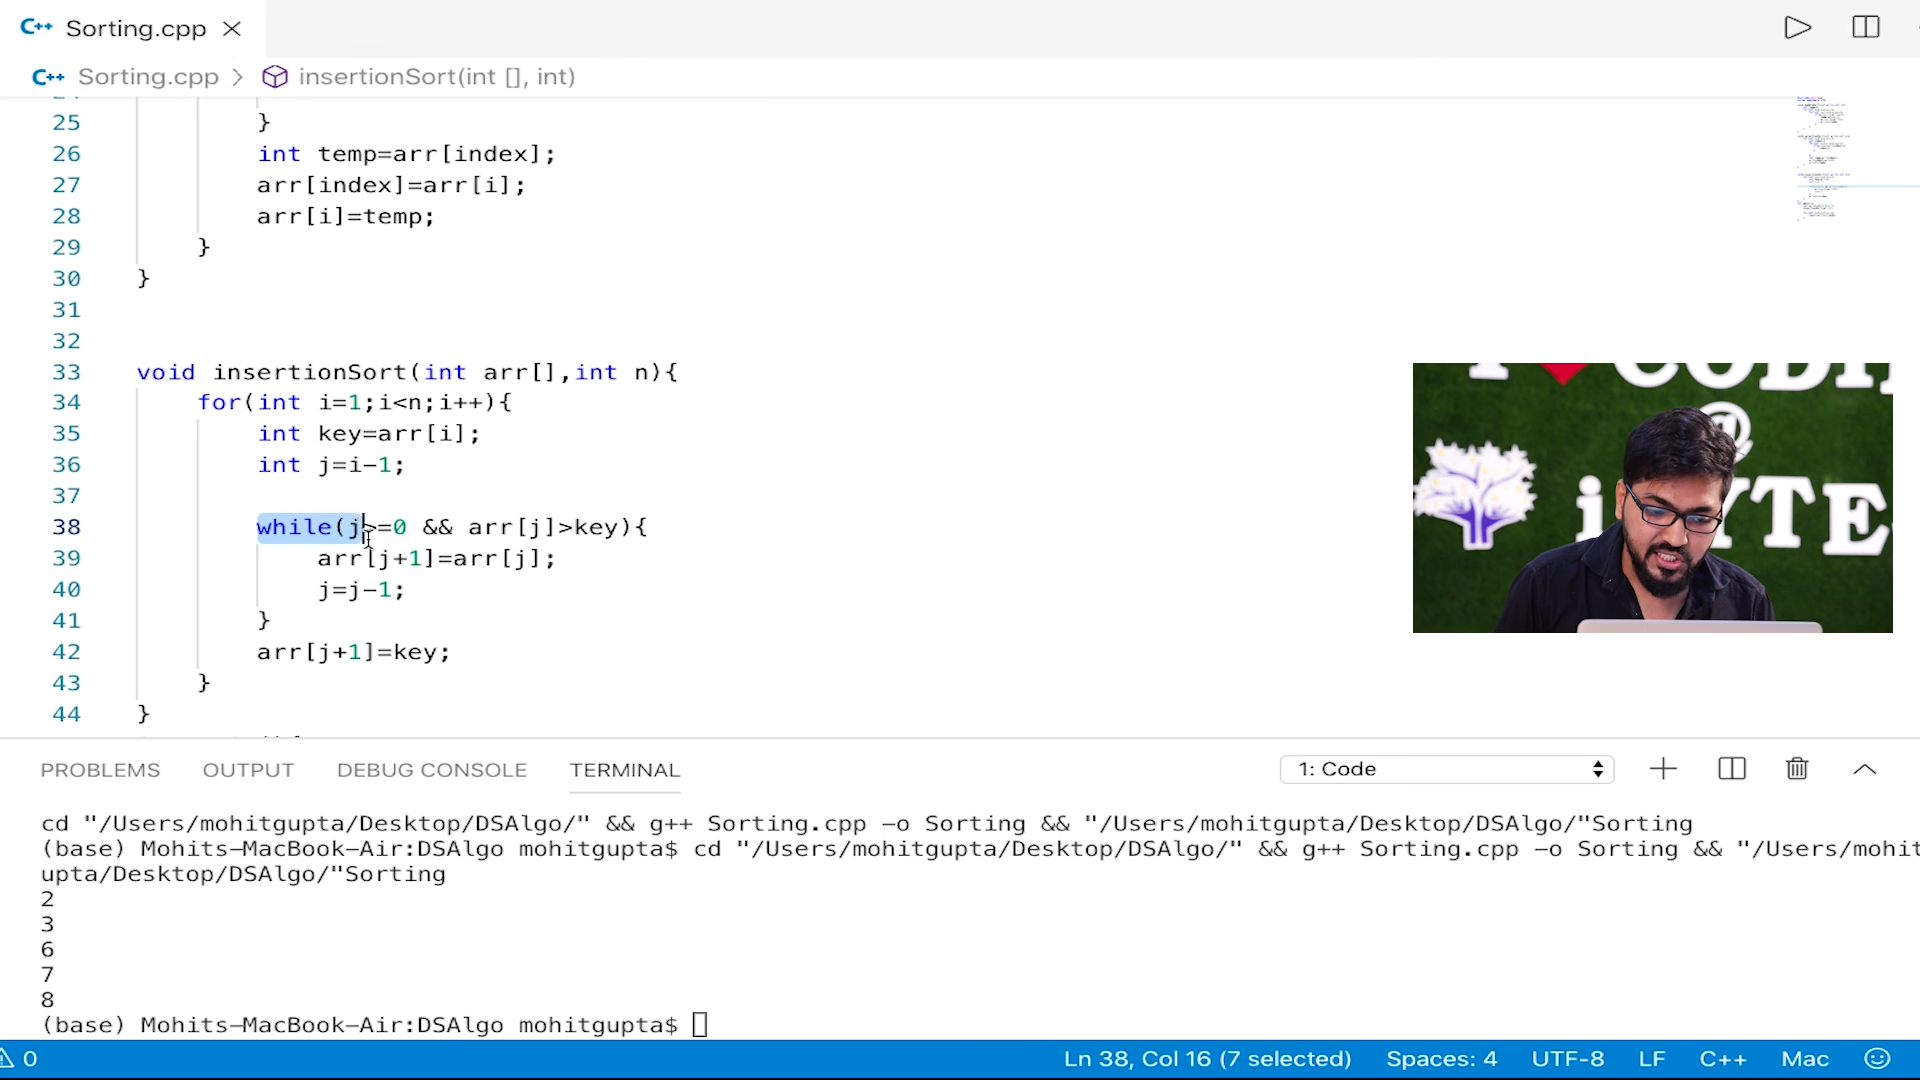 C++ Sorting.cpp
C++ Sorting.cpp > insertionSort(int [], int)
25 }
26 int temp=arr[index];
27 arr[index]=arr[i];
28 arr[i]=temp;
29 }
30 }
31
32
33 void insertionSort(int arr[],int n){
34 for(int i=1;i<n;i++){
35 int key=arr[i];
36 int j=i-1;
37
38 while(j>=0 && arr[j]>key){
39 arr[j+1]=arr[j];
40 j=j-1;
41 }
42 arr[j+1]=key;
43 }
44 }
@
PROBLEMS OUTPUT DEBUG CONSOLE TERMINAL 1: Code
cd "/Users/mohitgupta/Desktop/DSAlgo/" && g++ Sorting.cpp -o Sorting && "/Users/mohitgupta/Desktop/DSAlgo/"Sorting
(base) Mohits-MacBook-Air:DSAlgo mohitgupta$ cd "/Users/mohitgupta/Desktop/DSAlgo/" && g++ Sorting.cpp -o Sorting && "/Users/mohit
gupta/Desktop/DSAlgo/"Sorting
2
3
6
7
8
(base) Mohits-MacBook-Air:DSAlgo mohitgupta$
0 Ln 38, Col 16 (7 selected) Spaces: 4 UTF-8 LF C++ Mac